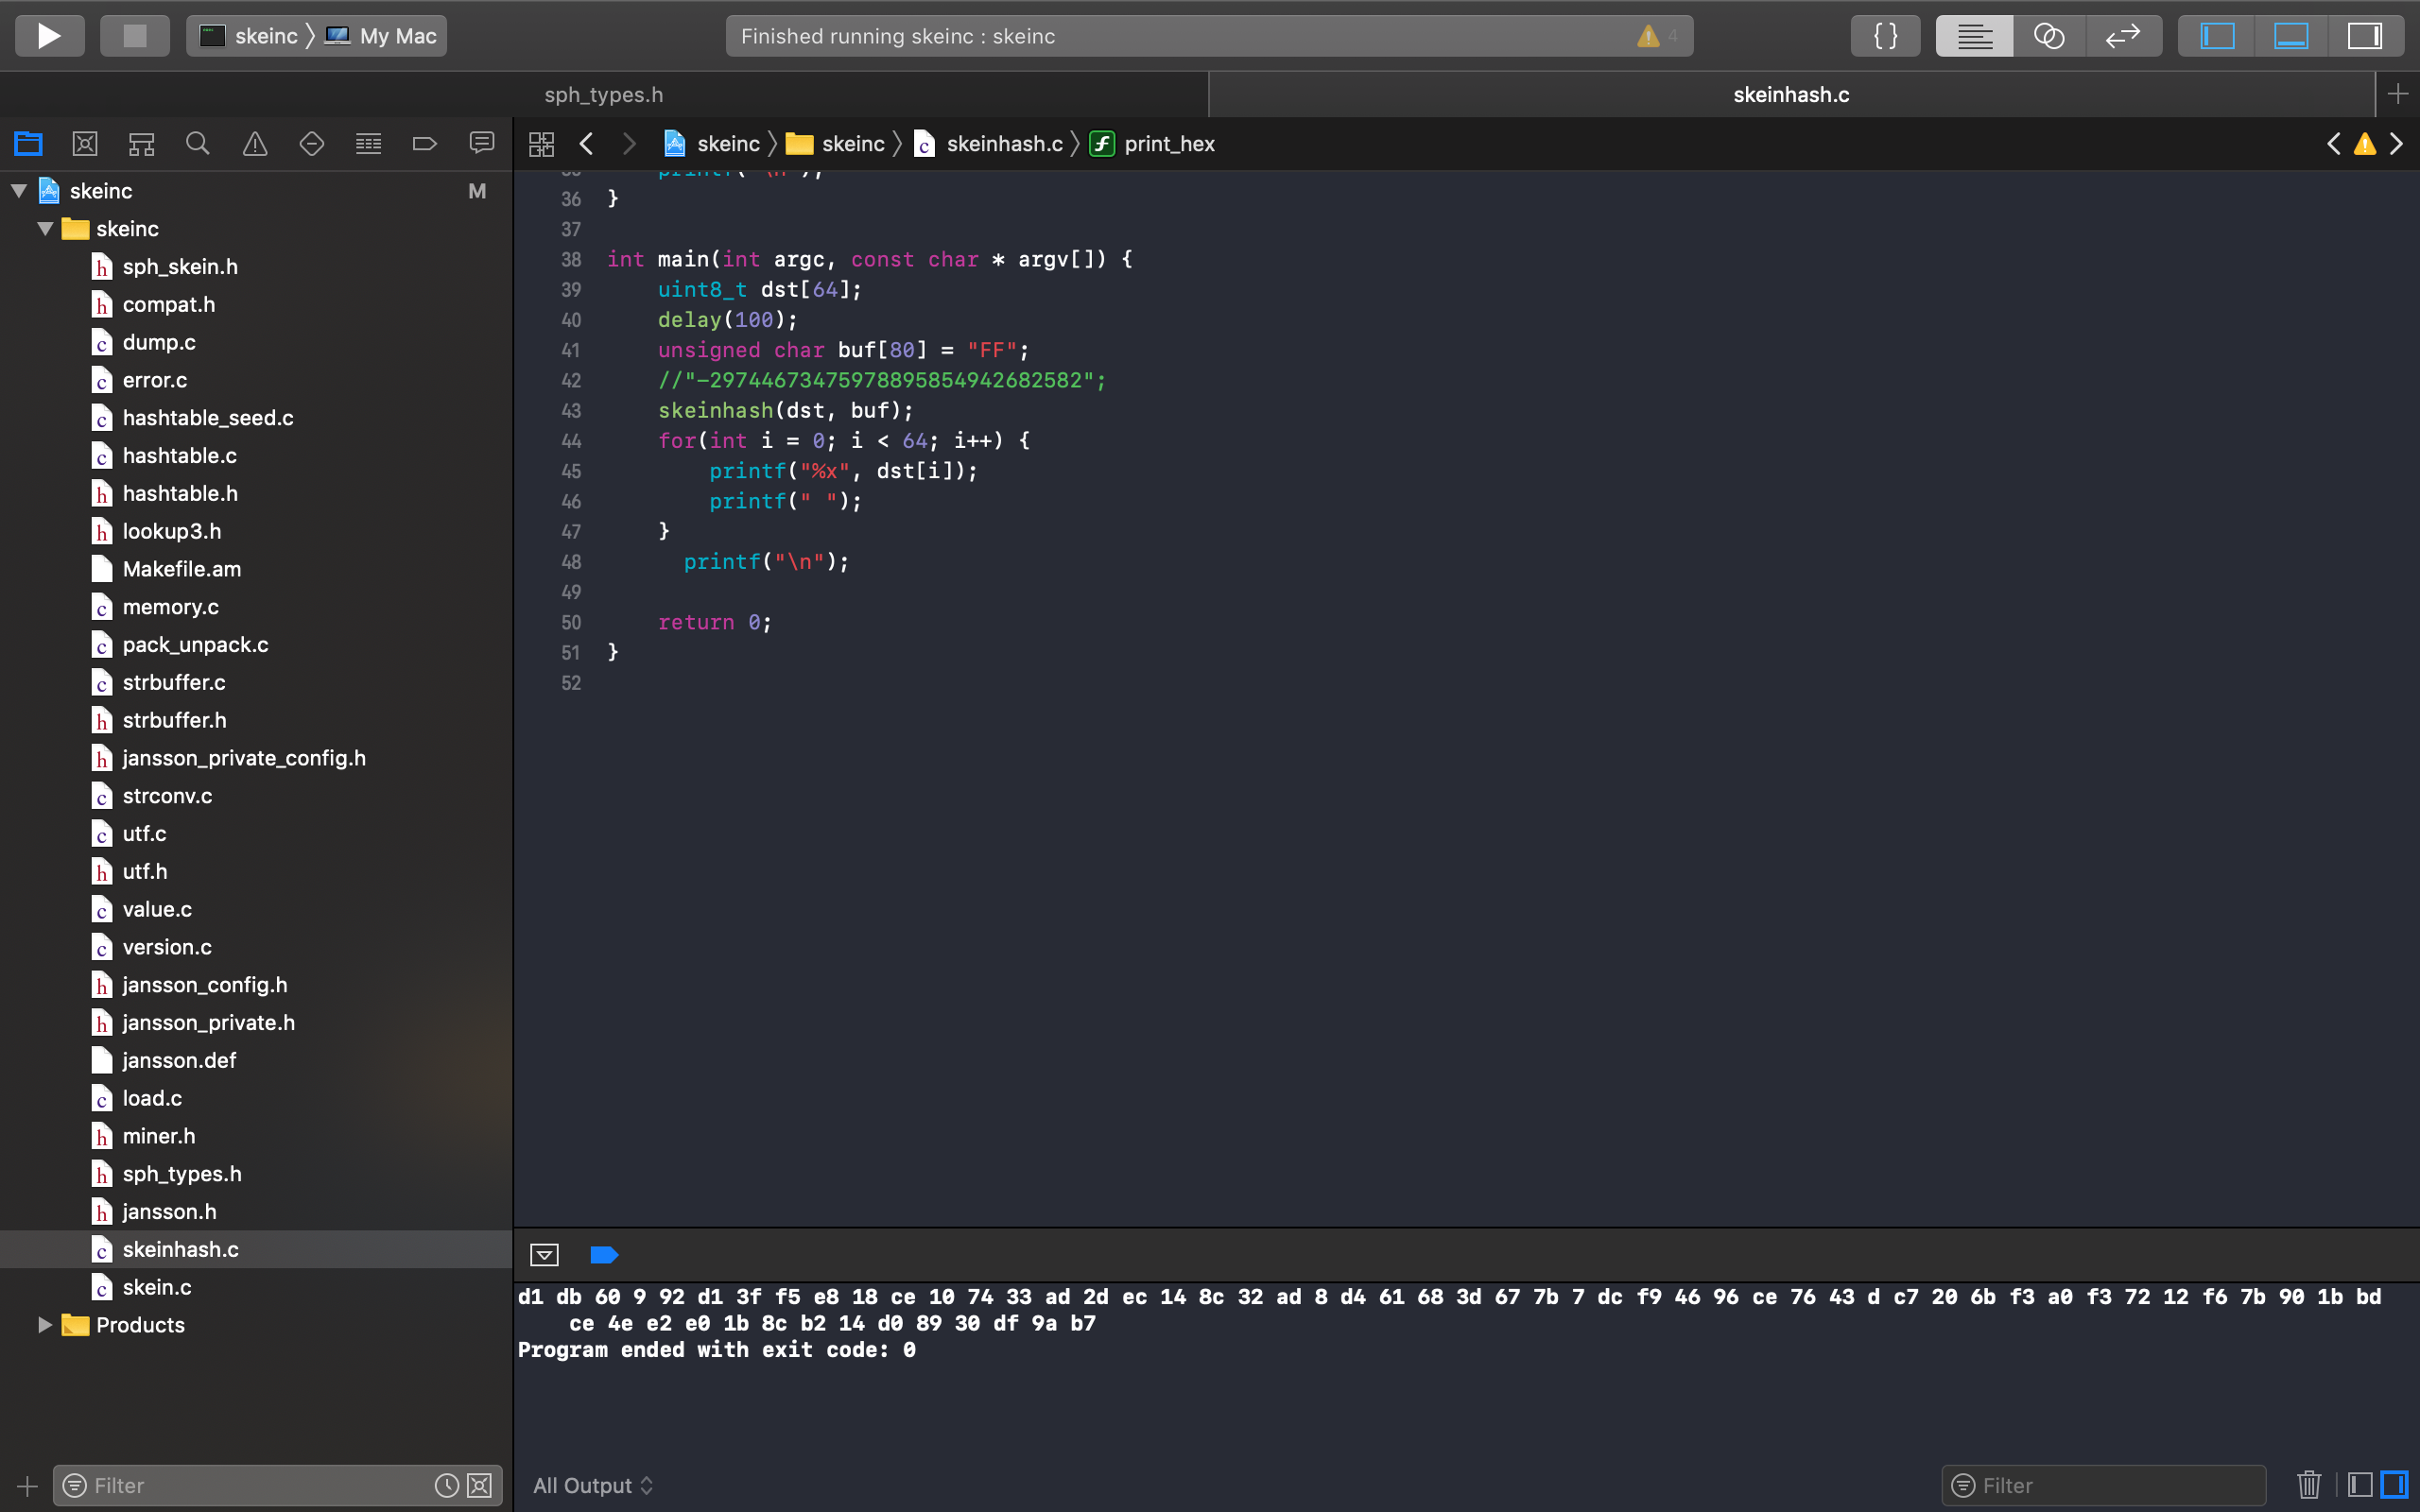 skeinc 〉 My Mac
Finished running skeinc : skeinc
4
{ }
sph_types.h
skeinhash.c
skeinc 〉 skeinc 〉 skeinhash.c 〉 print_hex
skeinc M
skeinc
sph_skein.h
compat.h
dump.c
error.c
hashtable_seed.c
hashtable.c
hashtable.h
lookup3.h
Makefile.am
memory.c
pack_unpack.c
strbuffer.c
strbuffer.h
jansson_private_config.h
strconv.c
utf.c
utf.h
value.c
version.c
jansson_config.h
jansson_private.h
jansson.def
load.c
miner.h
sph_types.h
jansson.h
skeinhash.c
skein.c
Products
Filter
36 }
37
38 int main(int argc, const char * argv[]) {
39 uint8_t dst[64];
40 delay(100);
41 unsigned char buf[80] = "FF";
42 //"-29744673475978895854942682582";
43 skeinhash(dst, buf);
44 for(int i = 0; i < 64; i++) {
45 printf("%x", dst[i]);
46 printf(" ");
47 }
48 printf("\n");
49
50 return 0;
51 }
52
d1 db 60 9 92 d1 3f f5 e8 18 ce 10 74 33 ad 2d ec 14 8c 32 ad 8 d4 61 68 3d 67 7b 7 dc f9 46 96 ce 76 43 d c7 20 6b f3 a0 f3 72 12 f6 7b 90 1b bd
ce 4e e2 e0 1b 8c b2 14 d0 89 30 df 9a b7
Program ended with exit code: 0
All Output
Filter